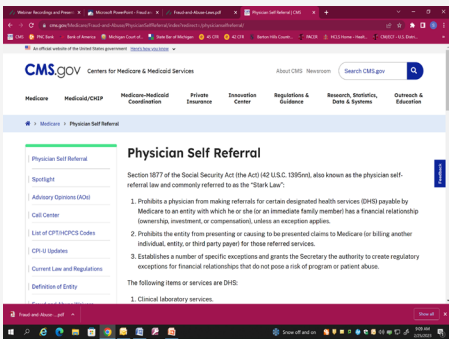 Webinar Recordings and Present
Microsoft PowerPoint - Fraud-and
Fraud-and-Abuse/PhysicianSelfReferral
Physician Self Referral | CMS
cms.gov/Medicare/Fraud-and-Abuse/PhysicianSelfReferral/index?redirect=/physicianselfreferral/
CMS
PNC Bank
Bank of America
Michigan Court of...
State Bar of Michigan
45 CFR
42 CFR
Barton Hills Countr...
PACER
HCLS Home - Healt...
CM/ECF - U.S. Distri...
An official website of the United States government Here's how you know
CMS.gov Centers for Medicare & Medicaid Services
About CMS Newsroom Search CMS.gov
Medicare
Medicaid/CHIP
Medicare-Medicaid Coordination
Private Insurance
Innovation Center
Regulations & Guidance
Research, Statistics, Data & Systems
Outreach & Education
> Medicare > Physician Self Referral
Physician Self Referral
Spotlight
Advisory Opinions (AOs)
Call Center
List of CPT/HCPCS Codes
CPI-U Updates
Current Law and Regulations
Definition of Entity
Physician Self Referral
Section 1877 of the Social Security Act (the Act) (42 U.S.C. 1395nn), also known as the physician self-
referral law and commonly referred to as the "Stark Law":
1. Prohibits a physician from making referrals for certain designated health services (DHS) payable by
Medicare to an entity with which he or she (or an immediate family member) has a financial relationship
(ownership, investment, or compensation), unless an exception applies.
2. Prohibits the entity from presenting or causing to be presented claims to Medicare (or billing another
individual, entity, or third party payer) for those referred services.
3. Establishes a number of specific exceptions and grants the Secretary the authority to create regulatory
exceptions for financial relationships that do not pose a risk of program or patient abuse.
The following items or services are DHS:
1. Clinical laboratory services.
Feedback
Fraud-and-Abuse-....pdf
Show all
Snow off and on
9:09 AM